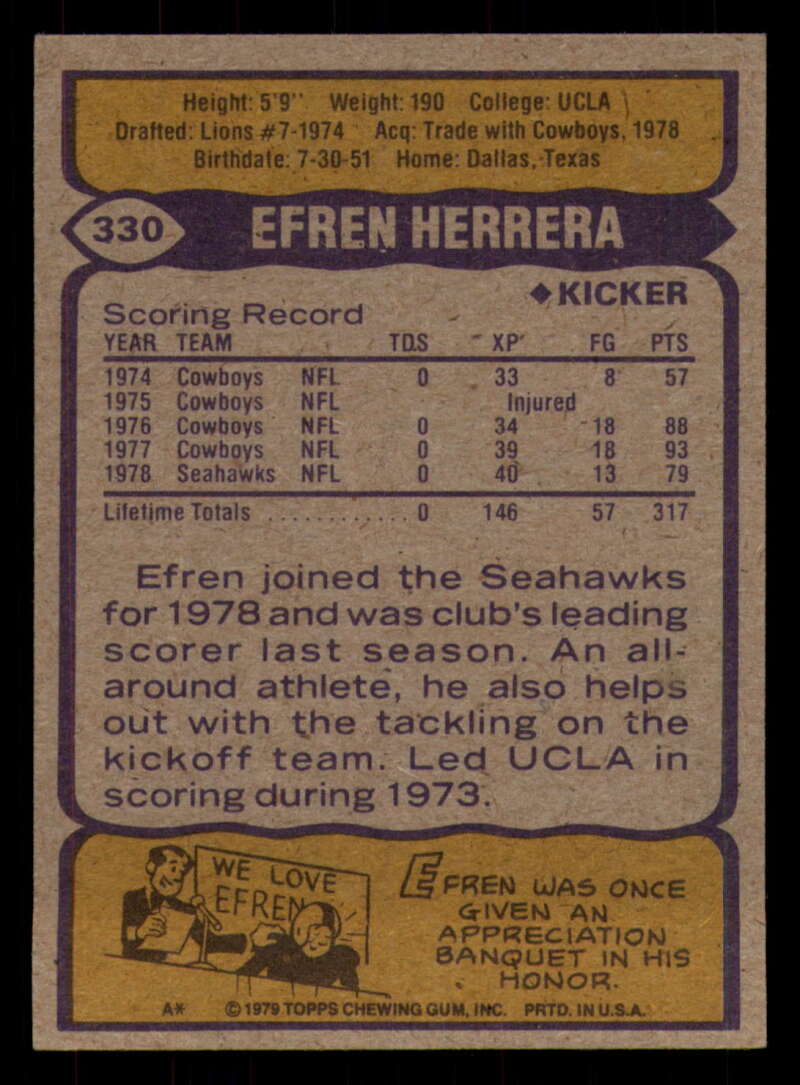 Height: 5'9" Weight: 190 College: UCLA
Drafted: Lions #7-1974 Acq: Trade with Cowboys, 1978
Birthdate: 7-30-51 Home: Dallas, Texas
330 EFREN HERRERA
◆KICKER
Scoring Record
YEAR TEAM TDS XP FG PTS
1974 Cowboys NFL 0 33 8 57
1975 Cowboys NFL Injured
1976 Cowboys NFL 0 34 18 88
1977 Cowboys NFL 0 39 18 93
1978 Seahawks NFL 0 40 13 79
Lifetime Totals ............ 0 146 57 317
Efren joined the Seahawks
for 1978 and was club's leading
scorer last season. An all-
around athlete, he also helps
out with the tackling on the
kickoff team. Led UCLA in
scoring during 1973.
WE LOVE
EFREN
EFREN WAS ONCE
GIVEN AN
APPRECIATION
BANQUET IN HIS
HONOR.
A* ©1979 TOPPS CHEWING GUM, INC. PRTD. IN U.S.A.